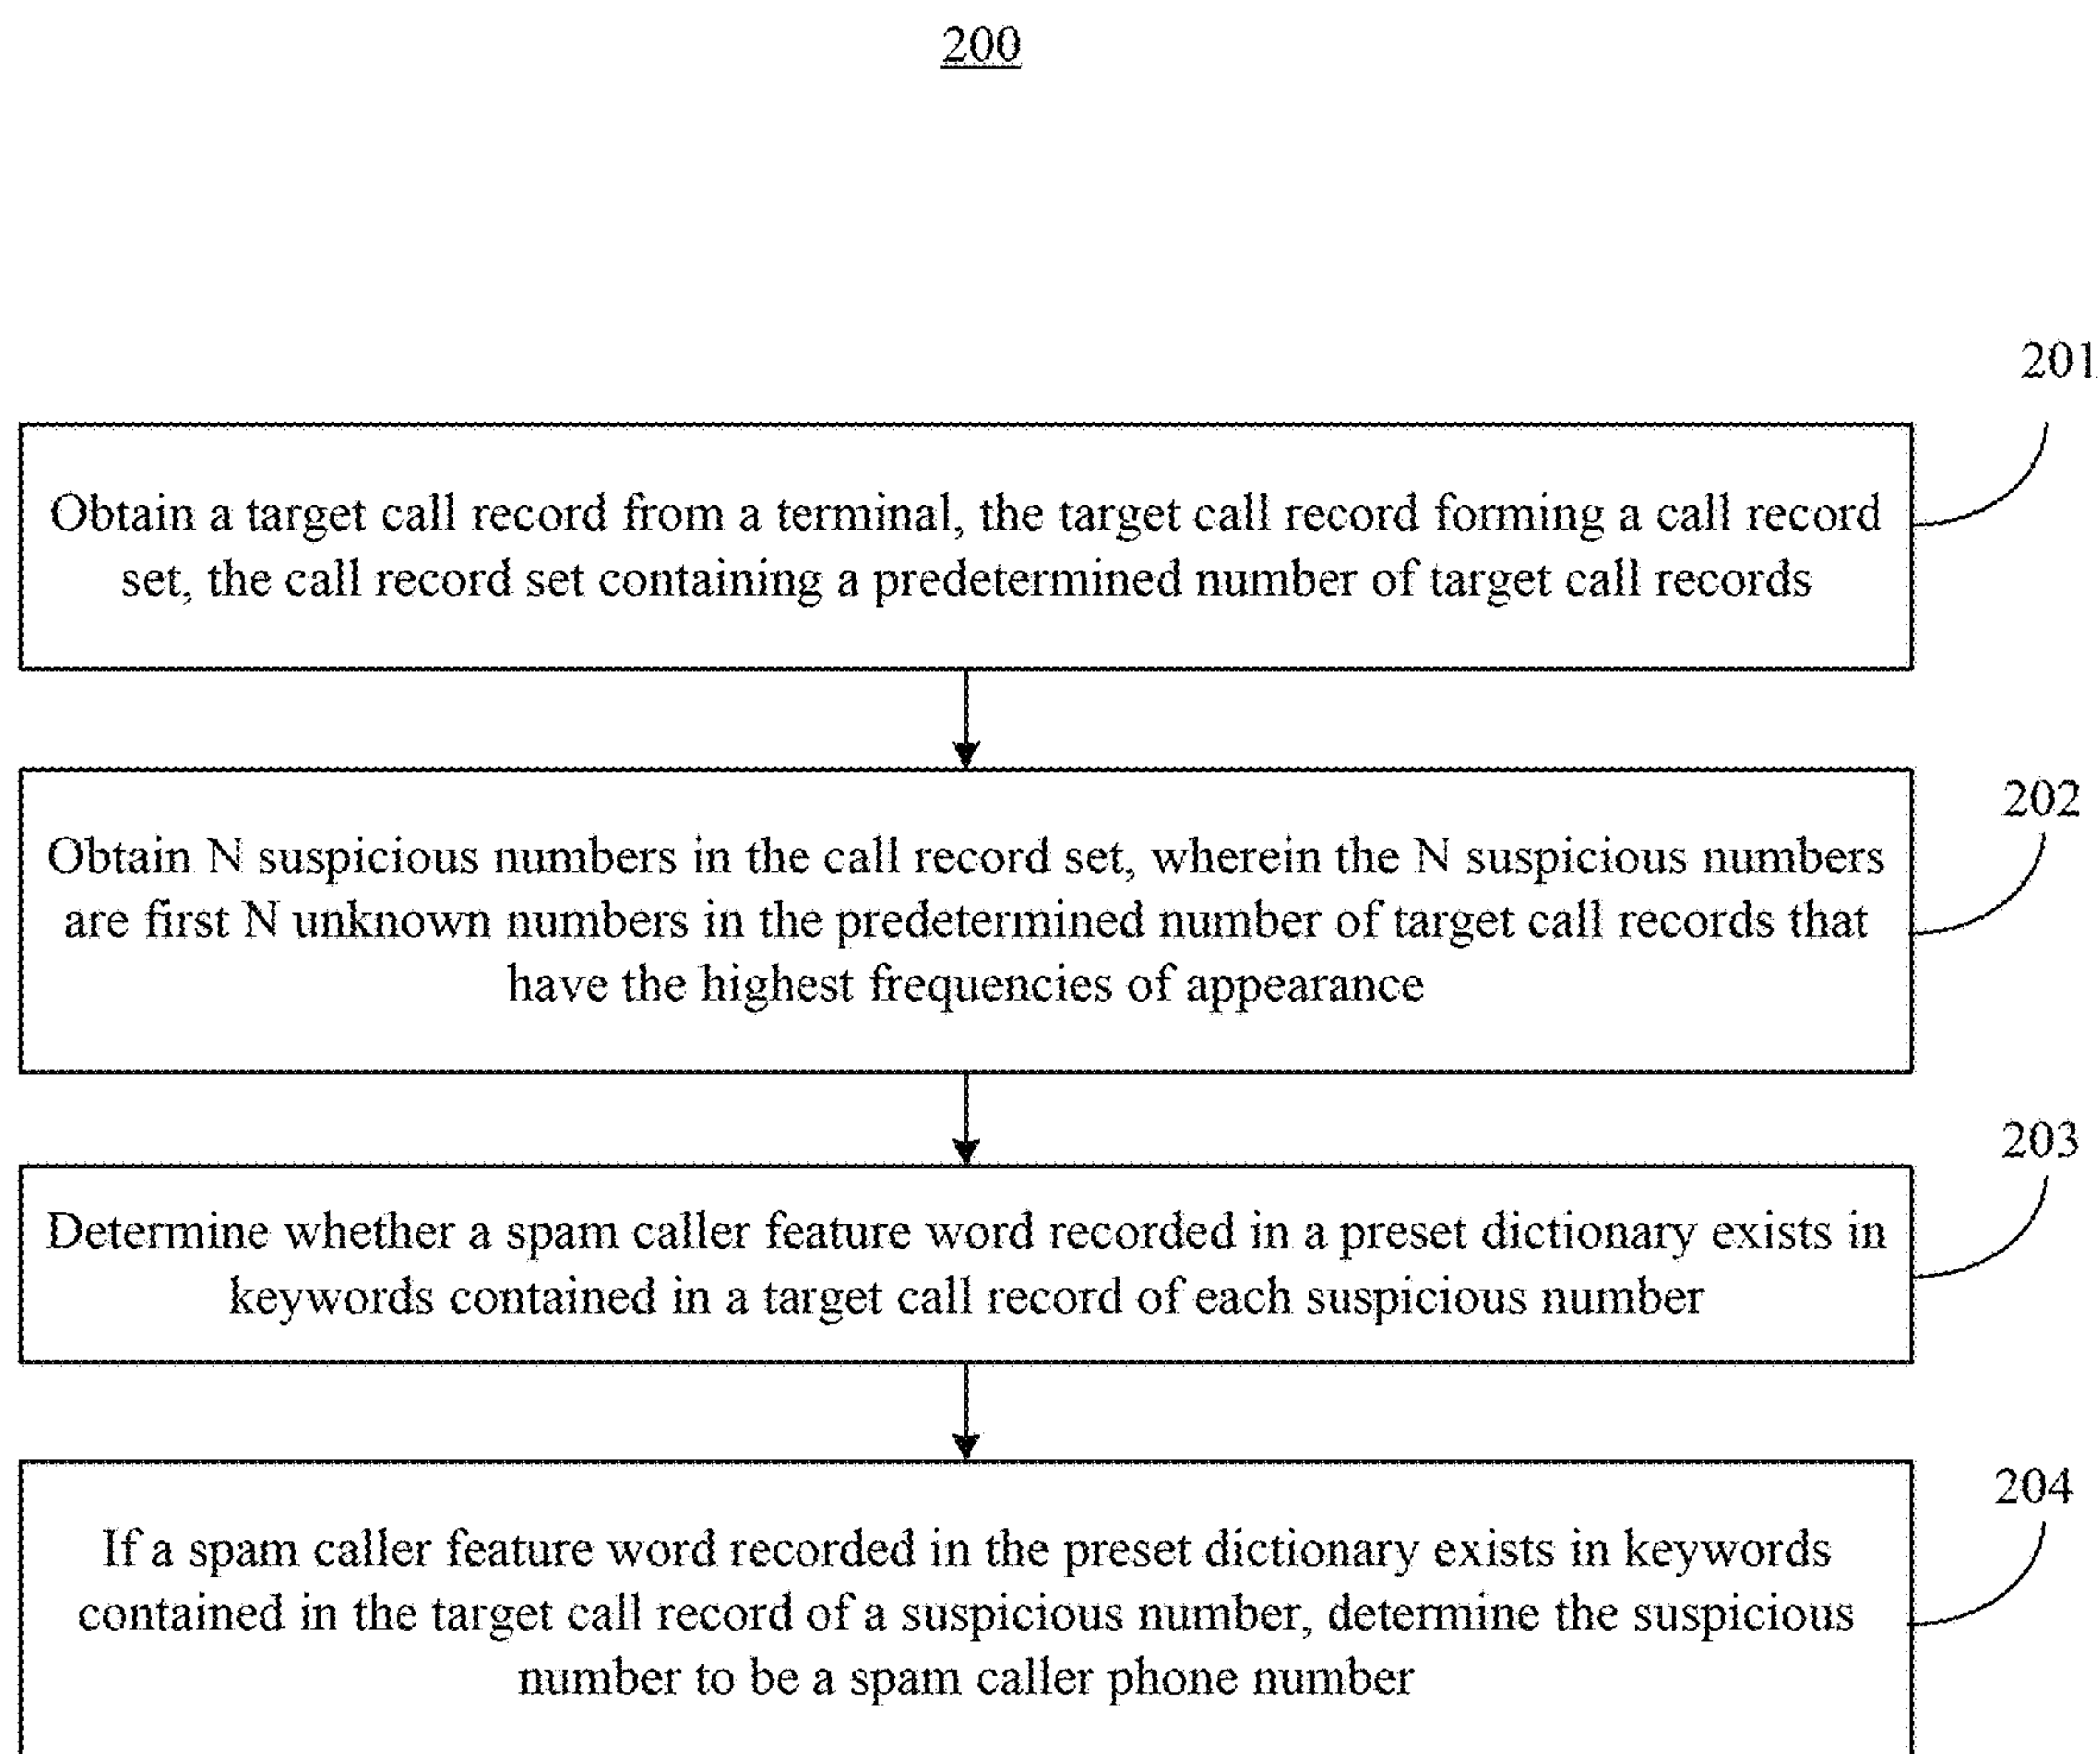 200
201
Obtain a target call record from a terminal, the target call record forming a call record
set, the call record set containing a predetermined number of target call records
202
Obtain N suspicious numbers in the call record set, wherein the N suspicious numbers
are first N unknown numbers in the predetermined number of target call records that
have the highest frequencies of appearance
203
Determine whether a spam caller feature word recorded in a preset dictionary exists in
keywords contained in a target call record of each suspicious number
204
If a spam caller feature word recorded in the preset dictionary exists in keywords
contained in the target call record of a suspicious number, determine the suspicious
number to be a spam caller phone number